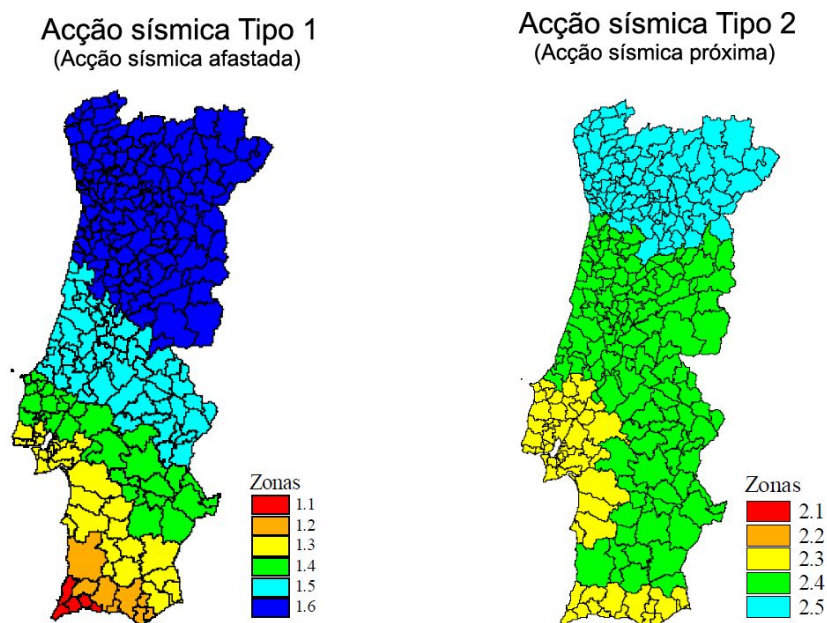 Acção sísmica Tipo 1
(Acção sísmica afastada)
Zonas
1.1
1.2
1.3
1.4
1.5
1.6
Acção sísmica Tipo 2
(Acção sísmica próxima)
Zonas
2.1
2.2
2.3
2.4
2.5